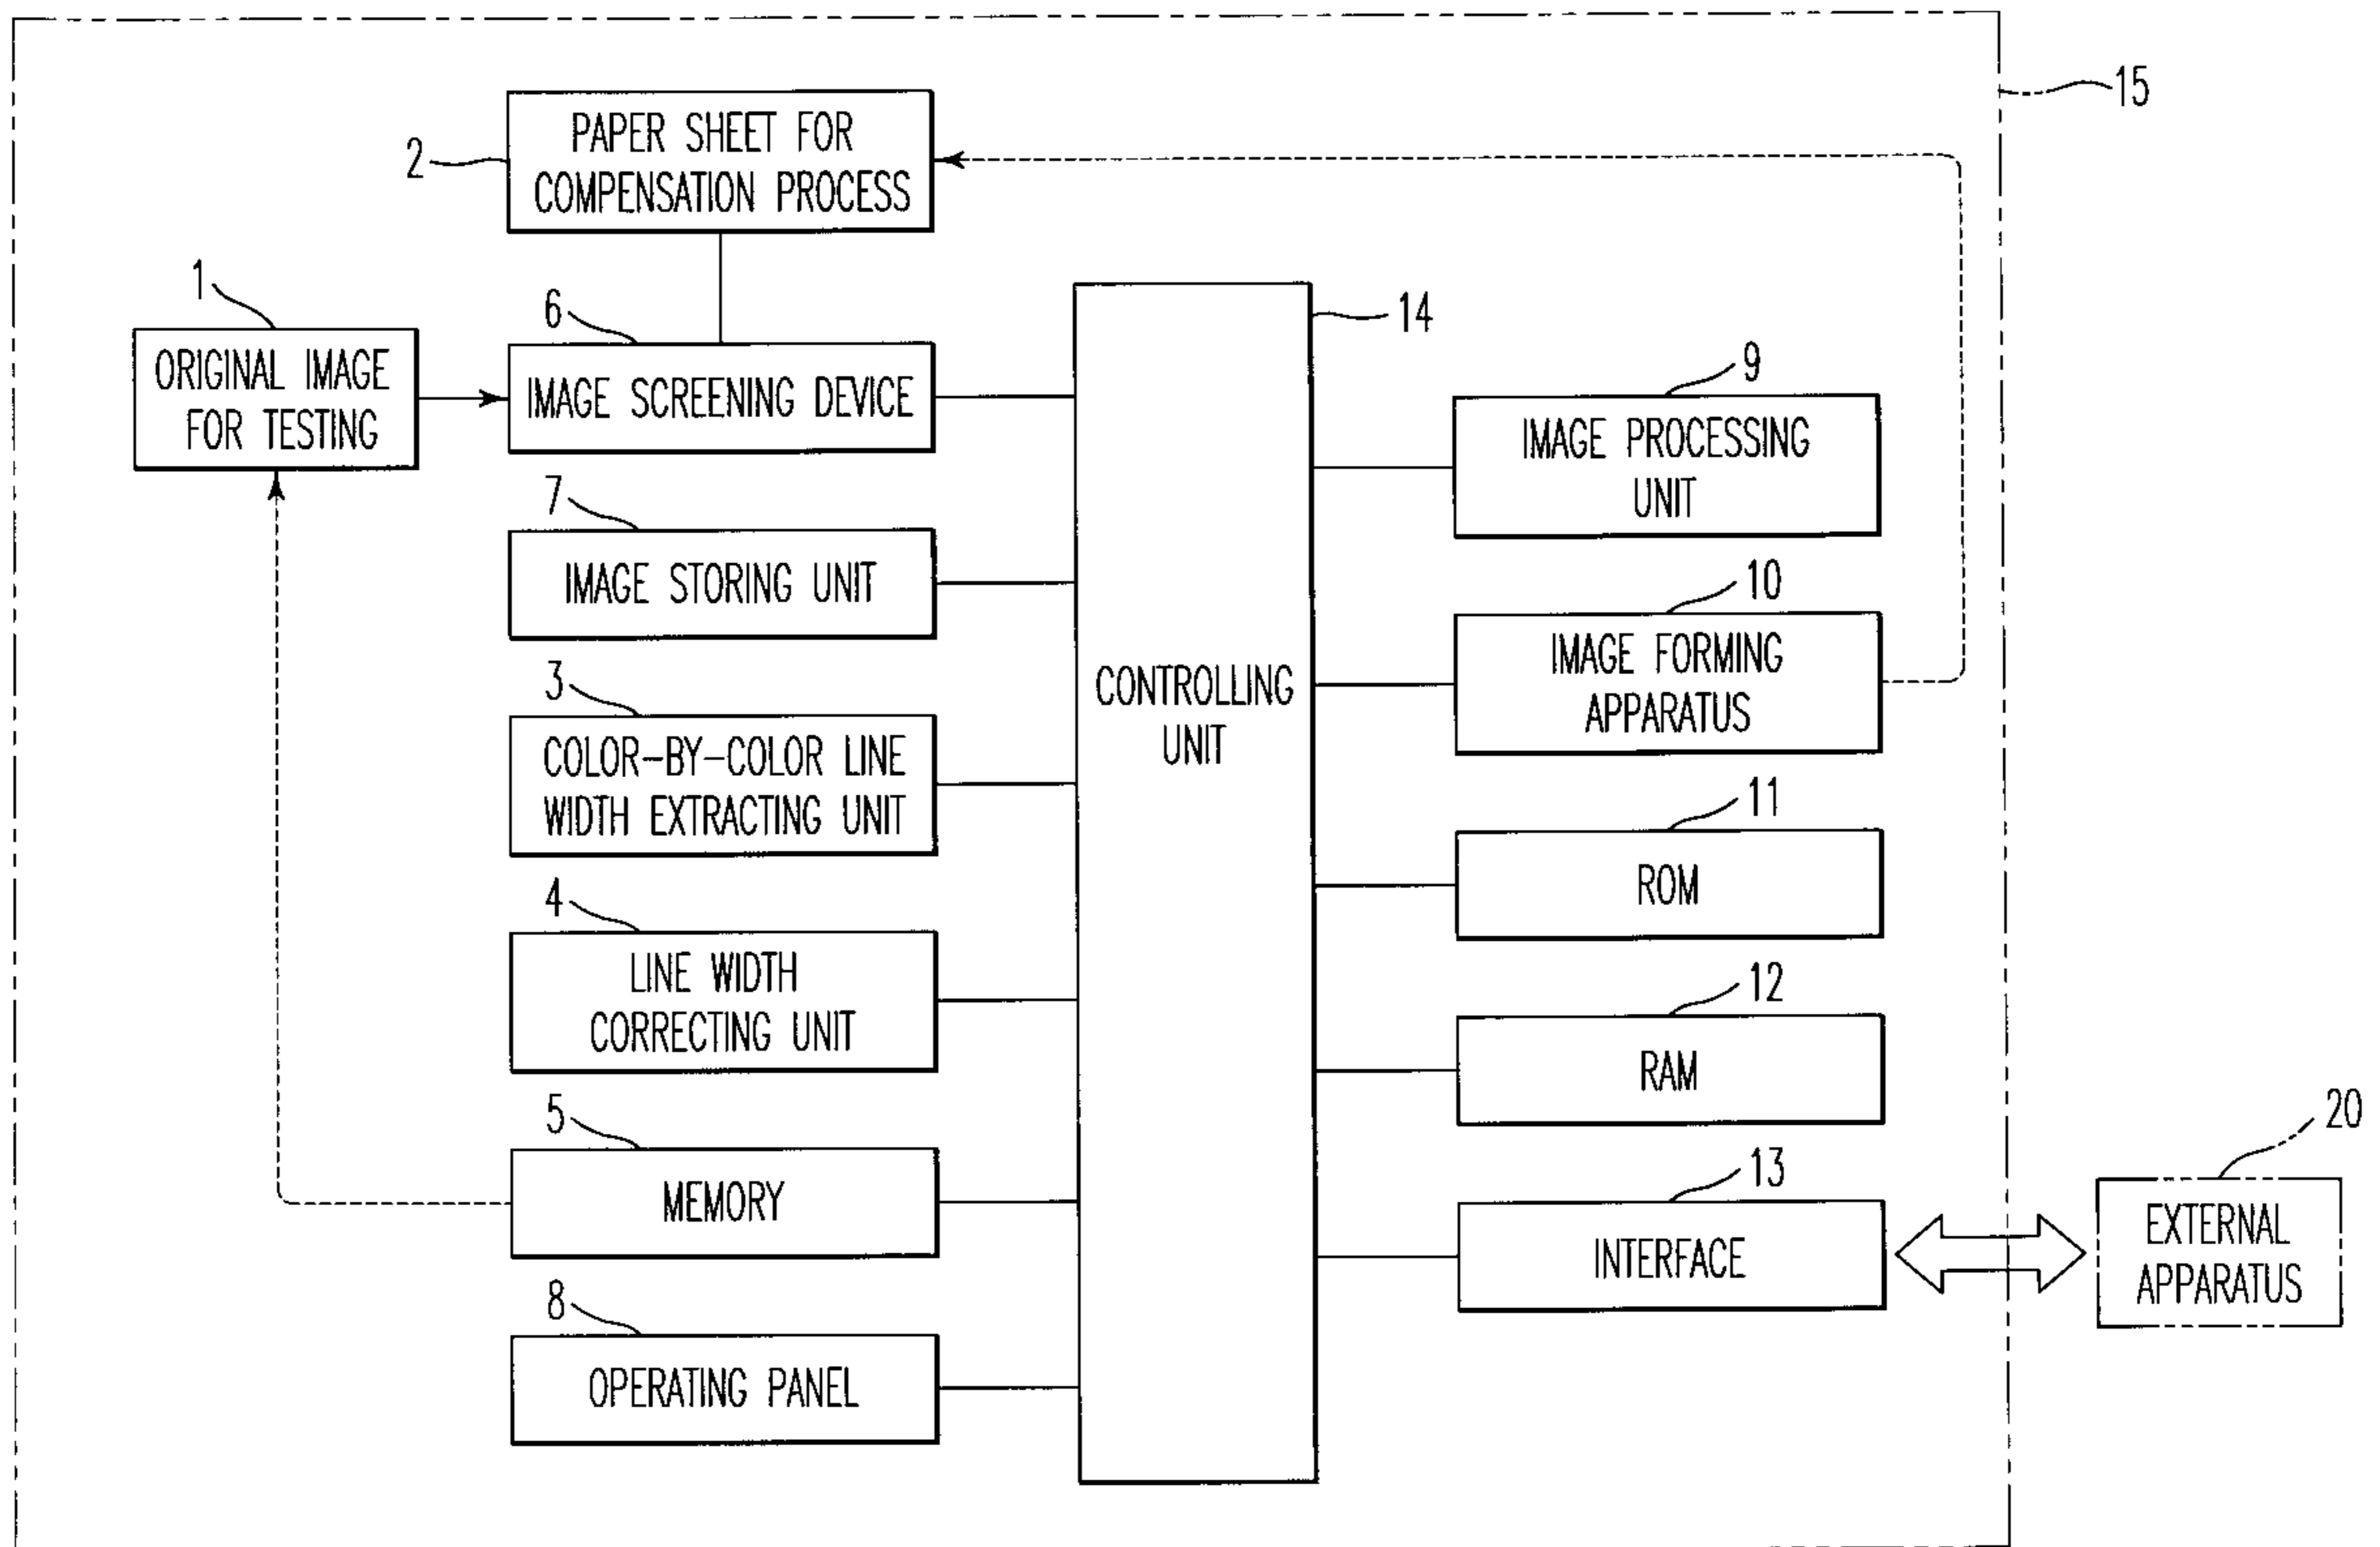 15
2
PAPER SHEET FOR
COMPENSATION PROCESS
1
ORIGINAL IMAGE
FOR TESTING
6
IMAGE SCREENING DEVICE
7
IMAGE STORING UNIT
3
COLOR-BY-COLOR LINE
WIDTH EXTRACTING UNIT
4
LINE WIDTH
CORRECTING UNIT
5
MEMORY
8
OPERATING PANEL
14
CONTROLLING
UNIT
9
IMAGE PROCESSING
UNIT
10
IMAGE FORMING
APPARATUS
11
ROM
12
RAM
13
INTERFACE
20
EXTERNAL
APPARATUS